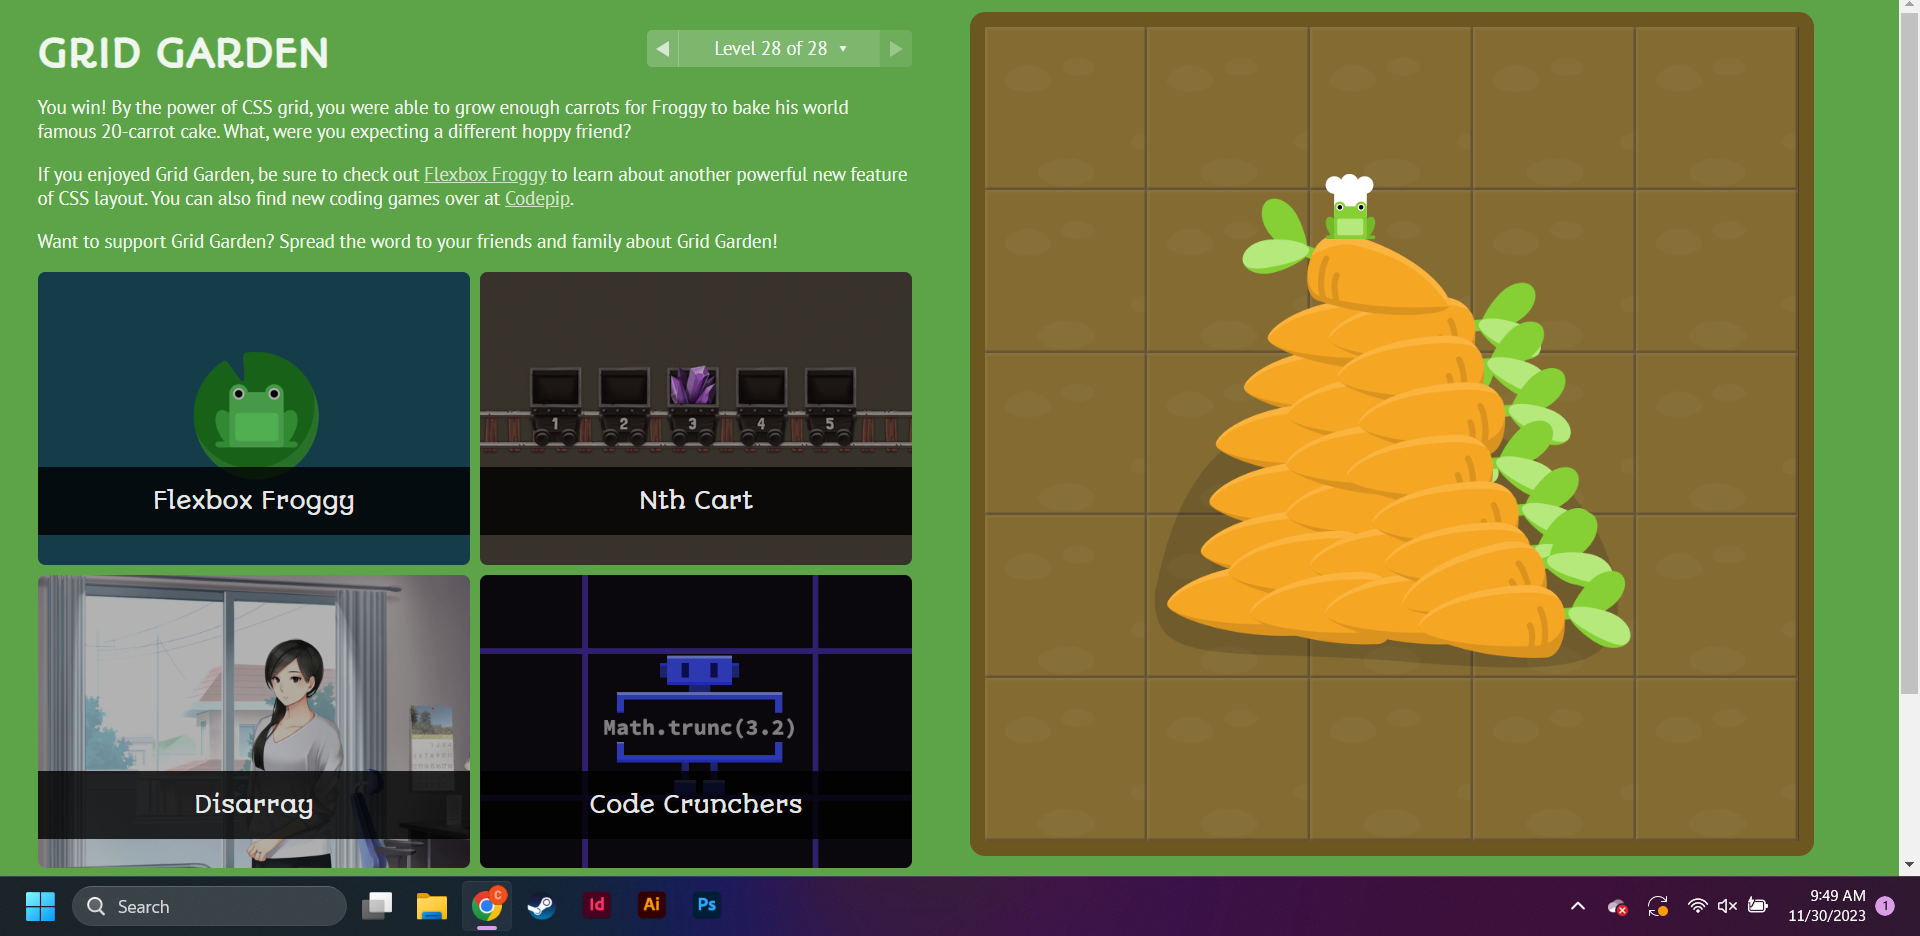 GRID GARDEN
Level 28 of 28
You win! By the power of CSS grid, you were able to grow enough carrots for Froggy to bake his world
famous 20-carrot cake. What, were you expecting a different hoppy friend?
If you enjoyed Grid Garden, be sure to check out Flexbox Froggy to learn about another powerful new feature
of CSS layout. You can also find new coding games over at Codepip.
Want to support Grid Garden? Spread the word to your friends and family about Grid Garden!
1 2 3 4 5
Flexbox Froggy
Nth Cart
Math.trunc(3.2)
Disarray
Code Crunchers
Search
C
Id
Ai
Ps
9:49 AM
11/30/2023
1